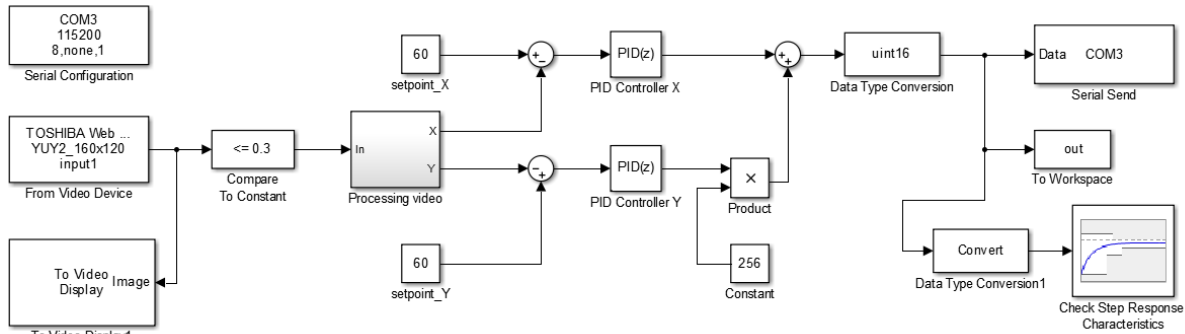 COM3
115200
8,none,1
Serial Configuration
60
setpoint_X
+
−
PID(z)
PID Controller X
+
+
uint16
Data Type Conversion
Data
COM3
Serial Send
TOSHIBA Web ...
YUY2_160x120
input1
From Video Device
<= 0.3
Compare
To Constant
In
X
Y
Processing video
−
+
PID(z)
PID Controller Y
×
Product
out
To Workspace
To Video
Display
Image
To Video Display1
60
setpoint_Y
256
Constant
Convert
Data Type Conversion1
Check Step Response
Characteristics